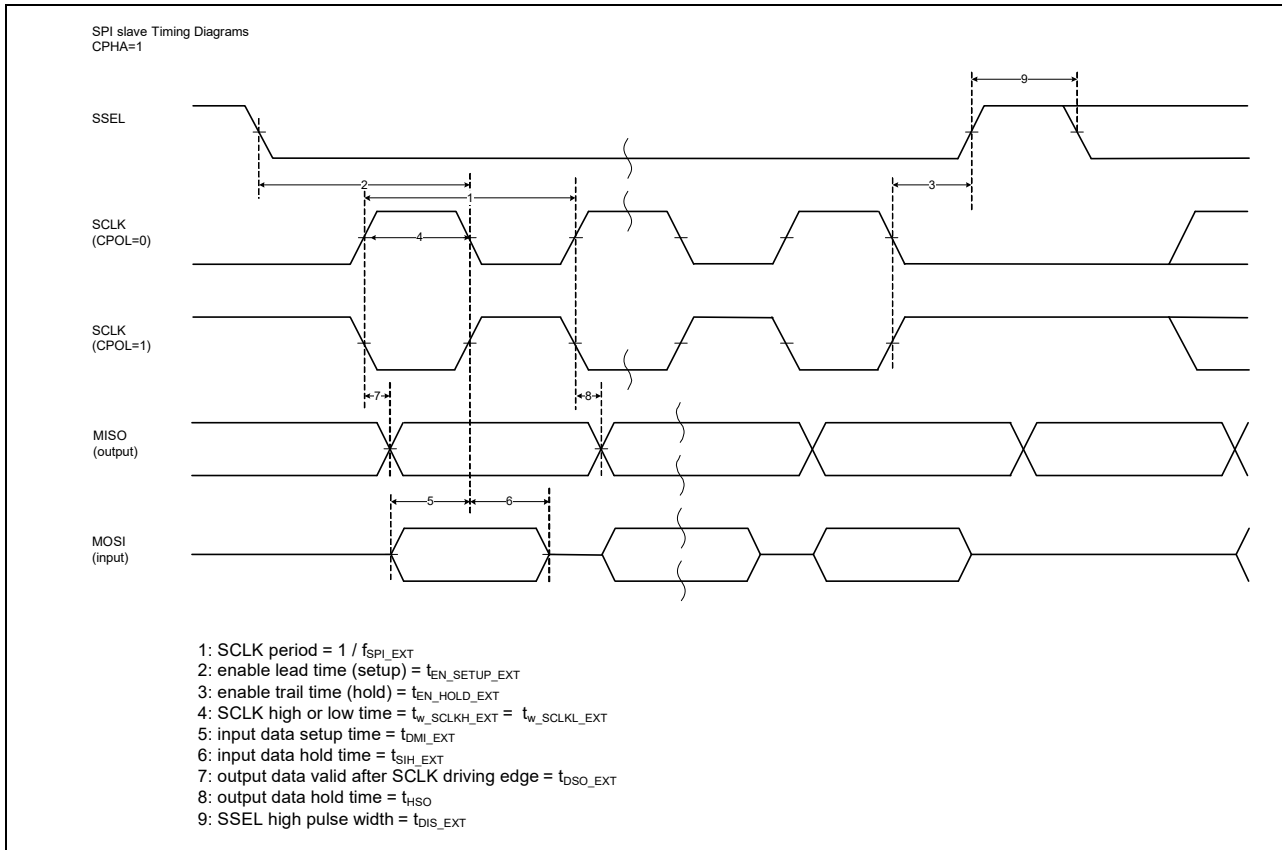 SPI slave Timing Diagrams
CPHA=1
9
SSEL
2
3
1
SCLK
(CPOL=0)
4
SCLK
(CPOL=1)
7
8
MISO
(output)
5
6
MOSI
(input)
1: SCLK period = 1 / fSPI_EXT
2: enable lead time (setup) = tEN_SETUP_EXT
3: enable trail time (hold) = tEN_HOLD_EXT
4: SCLK high or low time = tw_SCLKH_EXT = tw_SCLKL_EXT
5: input data setup time = tDMI_EXT
6: input data hold time = tSIH_EXT
7: output data valid after SCLK driving edge = tDSO_EXT
8: output data hold time = tHSO
9: SSEL high pulse width = tDIS_EXT